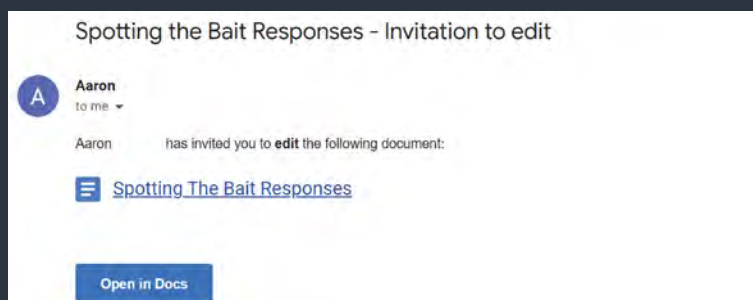 Spotting the Bait Responses - Invitation to edit
A
Aaron
to me
Aaron has invited you to edit the following document:
Spotting The Bait Responses
Open in Docs